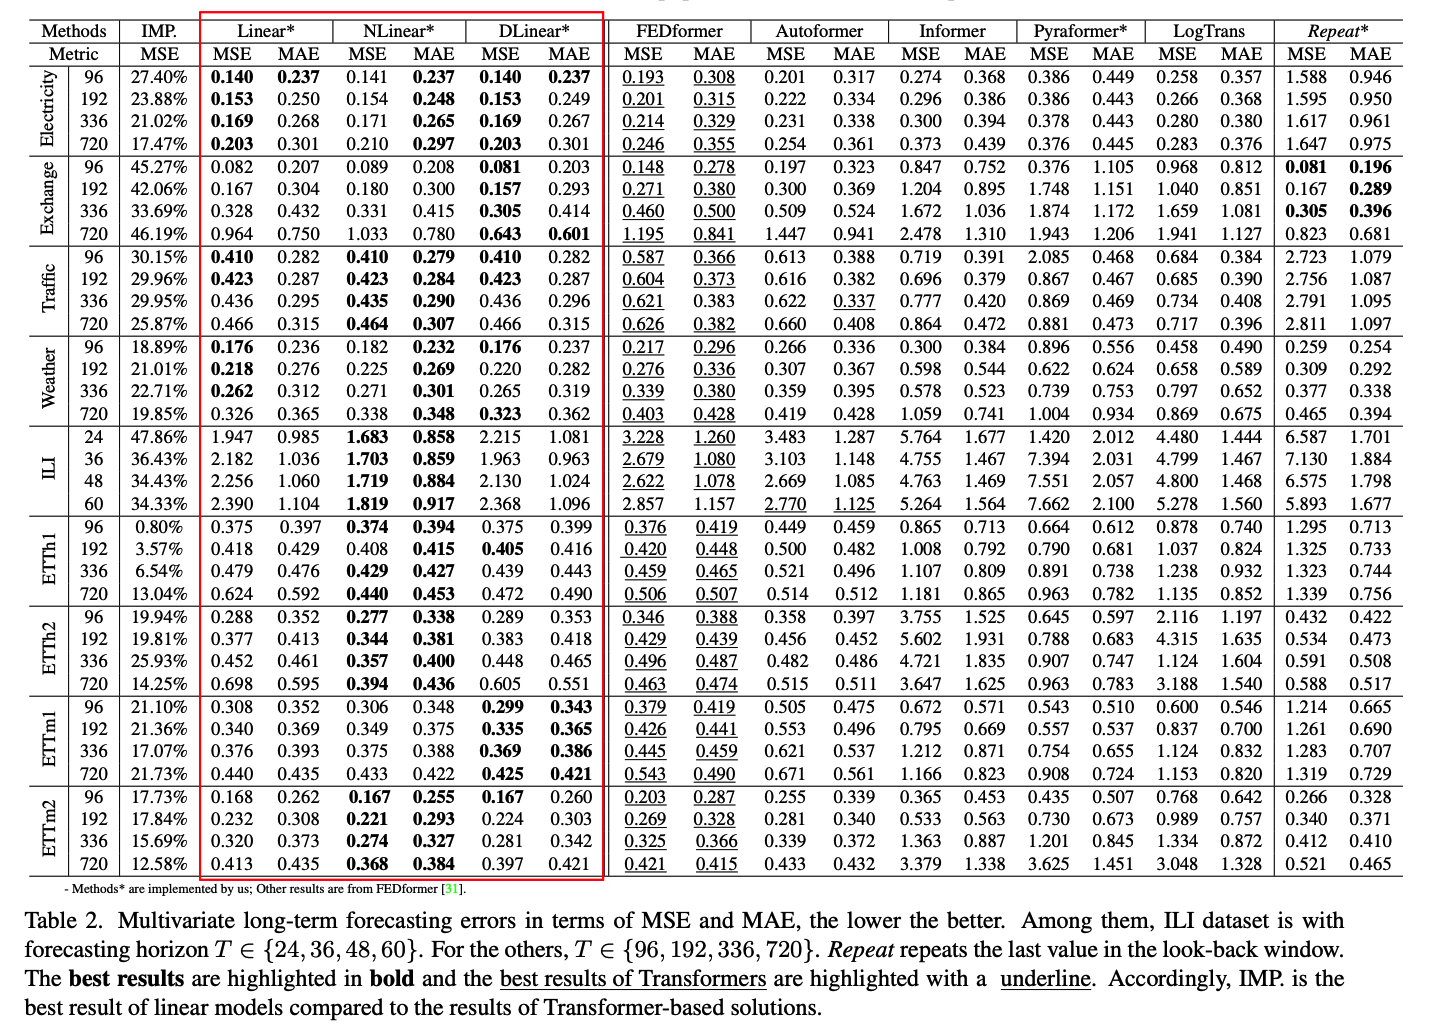 Methods IMP. Linear* NLinear* DLinear* FEDformer Autoformer Informer Pyraformer* LogTrans Repeat*
Metric MSE MSE MAE MSE MAE MSE MAE MSE MAE MSE MAE MSE MAE MSE MAE MSE MAE MSE MAE
Electricity
96 27.40% 0.140 0.237 0.141 0.237 0.140 0.237 0.193 0.308 0.201 0.317 0.274 0.368 0.386 0.449 0.258 0.357 1.588 0.946
192 23.88% 0.153 0.250 0.154 0.248 0.153 0.249 0.201 0.315 0.222 0.334 0.296 0.386 0.386 0.443 0.266 0.368 1.595 0.950
336 21.02% 0.169 0.268 0.171 0.265 0.169 0.267 0.214 0.329 0.231 0.338 0.300 0.394 0.378 0.443 0.280 0.380 1.617 0.961
720 17.47% 0.203 0.301 0.210 0.297 0.203 0.301 0.246 0.355 0.254 0.361 0.373 0.439 0.376 0.445 0.283 0.376 1.647 0.975
Exchange
96 45.27% 0.082 0.207 0.089 0.208 0.081 0.203 0.148 0.278 0.197 0.323 0.847 0.752 0.376 1.105 0.968 0.812 0.081 0.196
192 42.06% 0.167 0.304 0.180 0.300 0.157 0.293 0.271 0.380 0.300 0.369 1.204 0.895 1.748 1.151 1.040 0.851 0.167 0.289
336 33.69% 0.328 0.432 0.331 0.415 0.305 0.414 0.460 0.500 0.509 0.524 1.672 1.036 1.874 1.172 1.659 1.081 0.305 0.396
720 46.19% 0.964 0.750 1.033 0.780 0.643 0.601 1.195 0.841 1.447 0.941 2.478 1.310 1.943 1.206 1.941 1.127 0.823 0.681
Traffic
96 30.15% 0.410 0.282 0.410 0.279 0.410 0.282 0.587 0.366 0.613 0.388 0.719 0.391 2.085 0.468 0.684 0.384 2.723 1.079
192 29.96% 0.423 0.287 0.423 0.284 0.423 0.287 0.604 0.373 0.616 0.382 0.696 0.379 0.867 0.467 0.685 0.390 2.756 1.087
336 29.95% 0.436 0.295 0.435 0.290 0.436 0.296 0.621 0.383 0.622 0.337 0.777 0.420 0.869 0.469 0.734 0.408 2.791 1.095
720 25.87% 0.466 0.315 0.464 0.307 0.466 0.315 0.626 0.382 0.660 0.408 0.864 0.472 0.881 0.473 0.717 0.396 2.811 1.097
Weather
96 18.89% 0.176 0.236 0.182 0.232 0.176 0.237 0.217 0.296 0.266 0.336 0.300 0.384 0.896 0.556 0.458 0.490 0.259 0.254
192 21.01% 0.218 0.276 0.225 0.269 0.220 0.282 0.276 0.336 0.307 0.367 0.598 0.544 0.622 0.624 0.658 0.589 0.309 0.292
336 22.71% 0.262 0.312 0.271 0.301 0.265 0.319 0.339 0.380 0.359 0.395 0.578 0.523 0.739 0.753 0.797 0.652 0.377 0.338
720 19.85% 0.326 0.365 0.338 0.348 0.323 0.362 0.403 0.428 0.419 0.428 1.059 0.741 1.004 0.934 0.869 0.675 0.465 0.394
ILI
24 47.86% 1.947 0.985 1.683 0.858 2.215 1.081 3.228 1.260 3.483 1.287 5.764 1.677 1.420 2.012 4.480 1.444 6.587 1.701
36 36.43% 2.182 1.036 1.703 0.859 1.963 0.963 2.679 1.080 3.103 1.148 4.755 1.467 7.394 2.031 4.799 1.467 7.130 1.884
48 34.43% 2.256 1.060 1.719 0.884 2.130 1.024 2.622 1.078 2.669 1.085 4.763 1.469 7.551 2.057 4.800 1.468 6.575 1.798
60 34.33% 2.390 1.104 1.819 0.917 2.368 1.096 2.857 1.157 2.770 1.125 5.264 1.564 7.662 2.100 5.278 1.560 5.893 1.677
ETTh1
96 0.80% 0.375 0.397 0.374 0.394 0.375 0.399 0.376 0.419 0.449 0.459 0.865 0.713 0.664 0.612 0.878 0.740 1.295 0.713
192 3.57% 0.418 0.429 0.408 0.415 0.405 0.416 0.420 0.448 0.500 0.482 1.008 0.792 0.790 0.681 1.037 0.824 1.325 0.733
336 6.54% 0.479 0.476 0.429 0.427 0.439 0.443 0.459 0.465 0.521 0.496 1.107 0.809 0.891 0.738 1.238 0.932 1.323 0.744
720 13.04% 0.624 0.592 0.440 0.453 0.472 0.490 0.506 0.507 0.514 0.512 1.181 0.865 0.963 0.782 1.135 0.852 1.339 0.756
ETTh2
96 19.94% 0.288 0.352 0.277 0.338 0.289 0.353 0.346 0.388 0.358 0.397 3.755 1.525 0.645 0.597 2.116 1.197 0.432 0.422
192 19.81% 0.377 0.413 0.344 0.381 0.383 0.418 0.429 0.439 0.456 0.452 5.602 1.931 0.788 0.683 4.315 1.635 0.534 0.473
336 25.93% 0.452 0.461 0.357 0.400 0.448 0.465 0.496 0.487 0.482 0.486 4.721 1.835 0.907 0.747 1.124 1.604 0.591 0.508
720 14.25% 0.698 0.595 0.394 0.436 0.605 0.551 0.463 0.474 0.515 0.511 3.647 1.625 0.963 0.783 3.188 1.540 0.588 0.517
ETTm1
96 21.10% 0.308 0.352 0.306 0.348 0.299 0.343 0.379 0.419 0.505 0.475 0.672 0.571 0.543 0.510 0.600 0.546 1.214 0.665
192 21.36% 0.340 0.369 0.349 0.375 0.335 0.365 0.426 0.441 0.553 0.496 0.795 0.669 0.557 0.537 0.837 0.700 1.261 0.690
336 17.07% 0.376 0.393 0.375 0.388 0.369 0.386 0.445 0.459 0.621 0.537 1.212 0.871 0.754 0.655 1.124 0.832 1.283 0.707
720 21.73% 0.440 0.435 0.433 0.422 0.425 0.421 0.543 0.490 0.671 0.561 1.166 0.823 0.908 0.724 1.153 0.820 1.319 0.729
ETTm2
96 17.73% 0.168 0.262 0.167 0.255 0.167 0.260 0.203 0.287 0.255 0.339 0.365 0.453 0.435 0.507 0.768 0.642 0.266 0.328
192 17.84% 0.232 0.308 0.221 0.293 0.224 0.303 0.269 0.328 0.281 0.340 0.533 0.563 0.730 0.673 0.989 0.757 0.340 0.371
336 15.69% 0.320 0.373 0.274 0.327 0.281 0.342 0.325 0.366 0.339 0.372 1.363 0.887 1.201 0.845 1.334 0.872 0.412 0.410
720 12.58% 0.413 0.435 0.368 0.384 0.397 0.421 0.421 0.415 0.433 0.432 3.379 1.338 3.625 1.451 3.048 1.328 0.521 0.465
- Methods* are implemented by us; Other results are from FEDformer [31].
Table 2. Multivariate long-term forecasting errors in terms of MSE and MAE, the lower the better. Among them, ILI dataset is with
forecasting horizon T ∈ {24, 36, 48, 60}. For the others, T ∈ {96, 192, 336, 720}. Repeat repeats the last value in the look-back window.
The best results are highlighted in bold and the best results of Transformers are highlighted with a underline. Accordingly, IMP. is the
best result of linear models compared to the results of Transformer-based solutions.